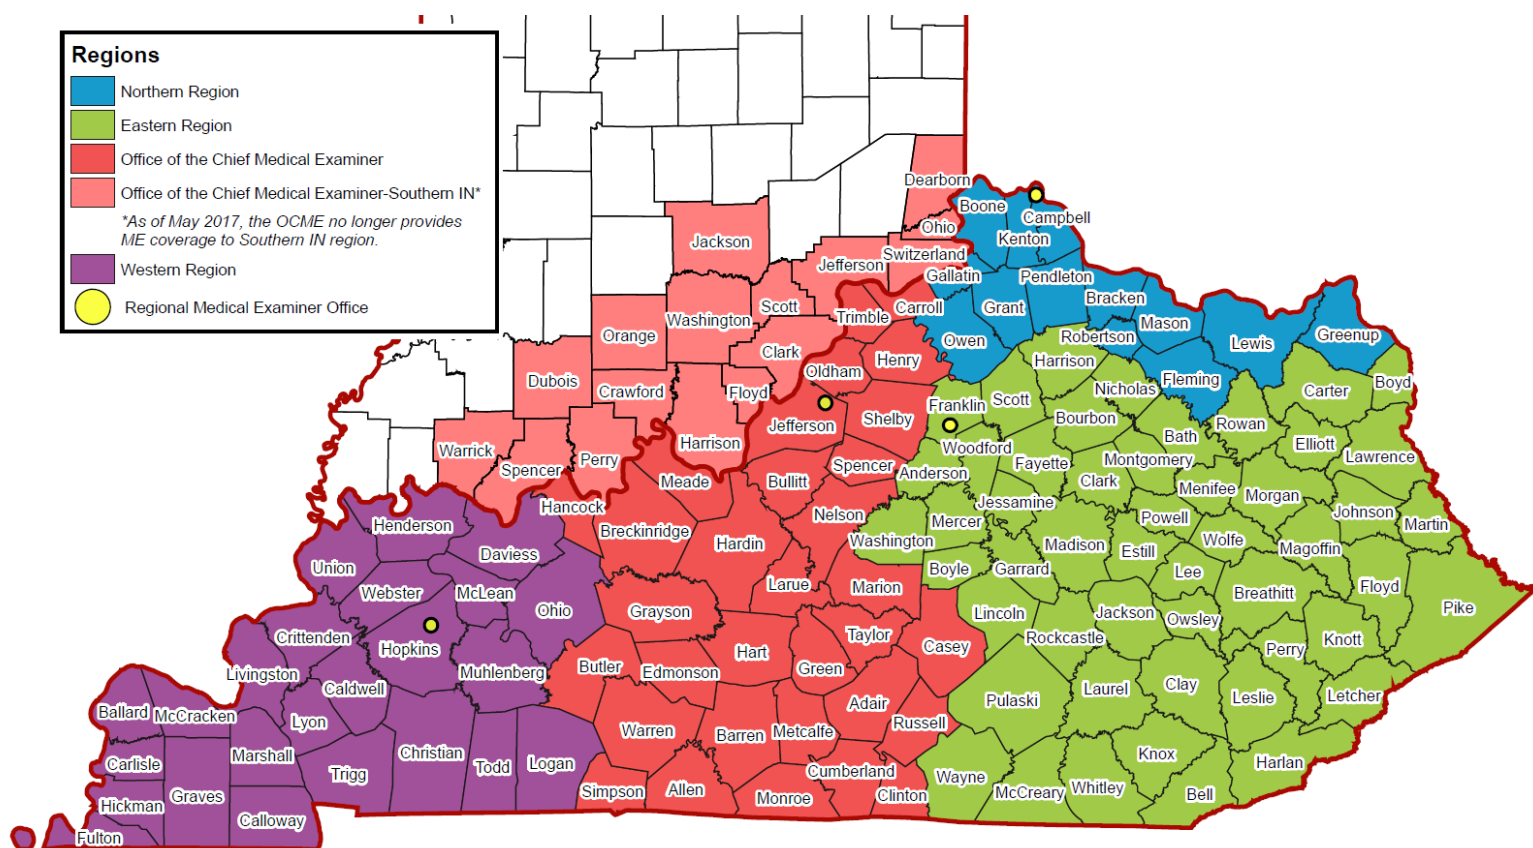 Regions
Northern Region
Eastern Region
Office of the Chief Medical Examiner
Office of the Chief Medical Examiner-Southern IN*
*As of May 2017, the OCME no longer provides
ME coverage to Southern IN region.
Western Region
Regional Medical Examiner Office
Dearborn
Boone
Campbell
Ohio
Kenton
Jackson
Switzerland
Jefferson
Gallatin
Pendleton
Bracken
Scott
Carroll
Grant
Trimble
Washington
Mason
Orange
Robertson
Greenup
Owen
Lewis
Clark
Henry
Harrison
Oldham
Dubois
Fleming
Boyd
Nicholas
Crawford
Floyd
Carter
Scott
Franklin
Shelby
Bourbon
Jefferson
Rowan
Bath
Harrison
Elliott
Woodford
Warrick
Perry
Spencer
Montgomery
Lawrence
Fayette
Spencer
Anderson
Meade
Bullitt
Clark
Menifee
Morgan
Jessamine
Hancock
Nelson
Johnson
Powell
Mercer
Martin
Henderson
Breckinridge
Washington
Wolfe
Hardin
Madison
Magoffin
Estill
Daviess
Union
Boyle
Garrard
Lee
Larue
Marion
Floyd
Webster
McLean
Breathitt
Ohio
Grayson
Lincoln
Jackson
Pike
Owsley
Taylor
Crittenden
Rockcastle
Knott
Casey
Hopkins
Perry
Hart
Butler
Green
Edmonson
Livingston
Muhlenberg
Clay
Caldwell
Laurel
Letcher
Leslie
Pulaski
Adair
Ballard
McCracken
Lyon
Russell
Warren
Metcalfe
Barren
Christian
Marshall
Knox
Carlisle
Logan
Harlan
Todd
Cumberland
Trigg
Wayne
Whitley
Allen
Simpson
McCreary
Graves
Clinton
Bell
Monroe
Hickman
Calloway
Fulton